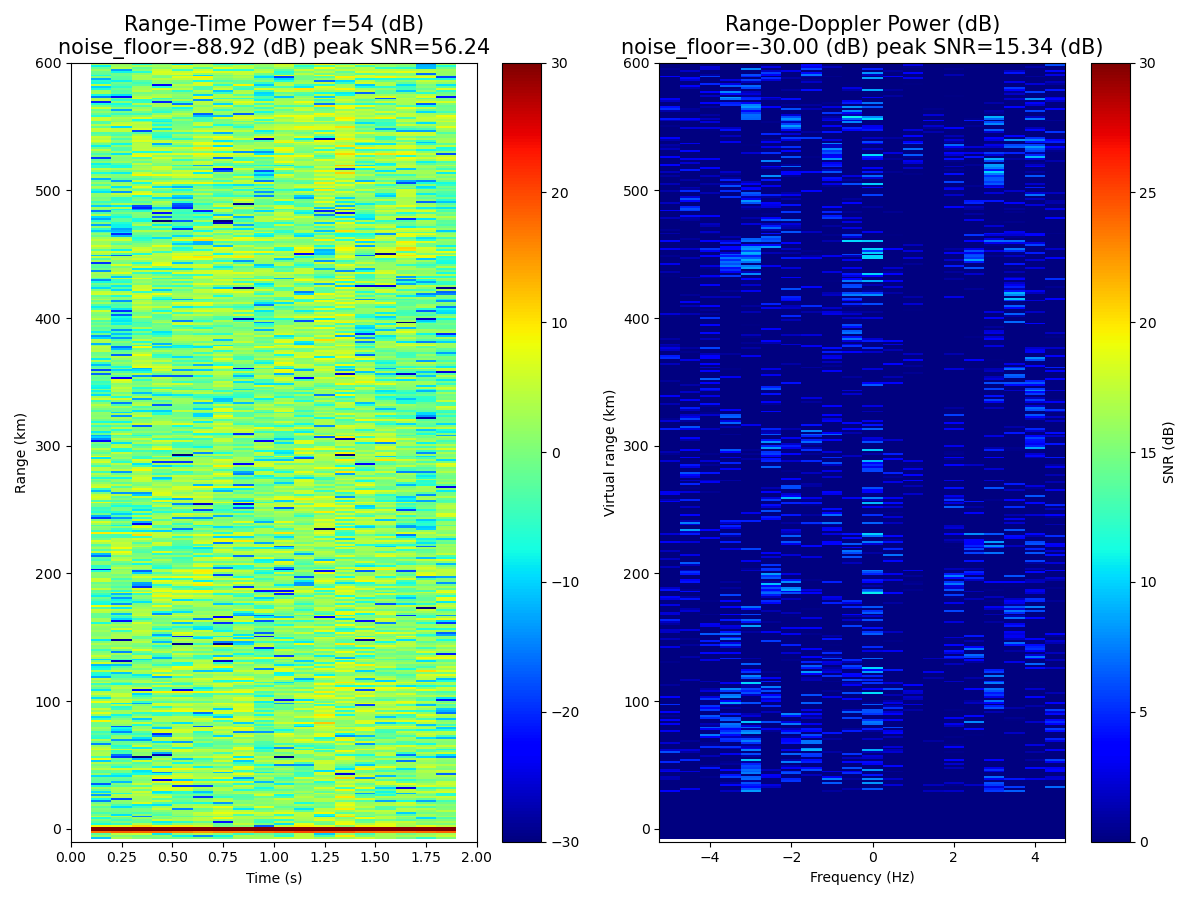 Range-Time Power f=54 (dB)
noise_floor=-88.92 (dB) peak SNR=56.24
Range-Doppler Power (dB)
noise_floor=-30.00 (dB) peak SNR=15.34 (dB)
600
500
400
300
200
100
0
Range (km)
0.00 0.25 0.50 0.75 1.00 1.25 1.50 1.75 2.00
Time (s)
30
20
10
0
−10
−20
−30
600
500
400
300
200
100
0
Virtual range (km)
−4 −2 0 2 4
Frequency (Hz)
30
25
20
15
10
5
0
SNR (dB)